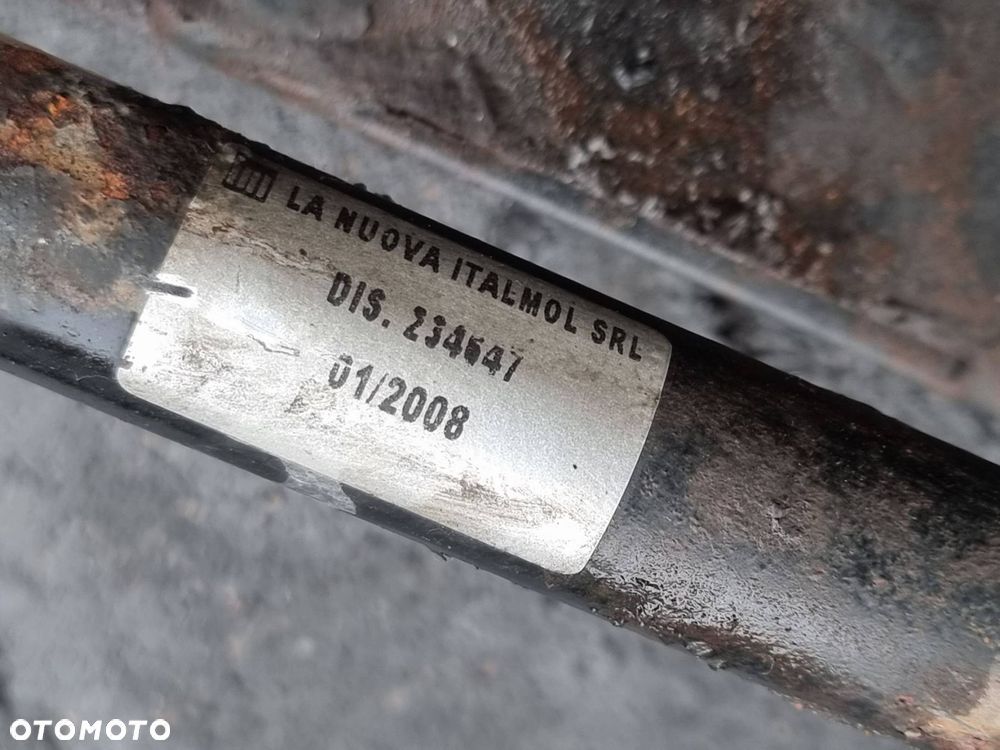 LA NUOVA ITALMOL SRL
DIS. 234647
01/2008
OTOMOTO